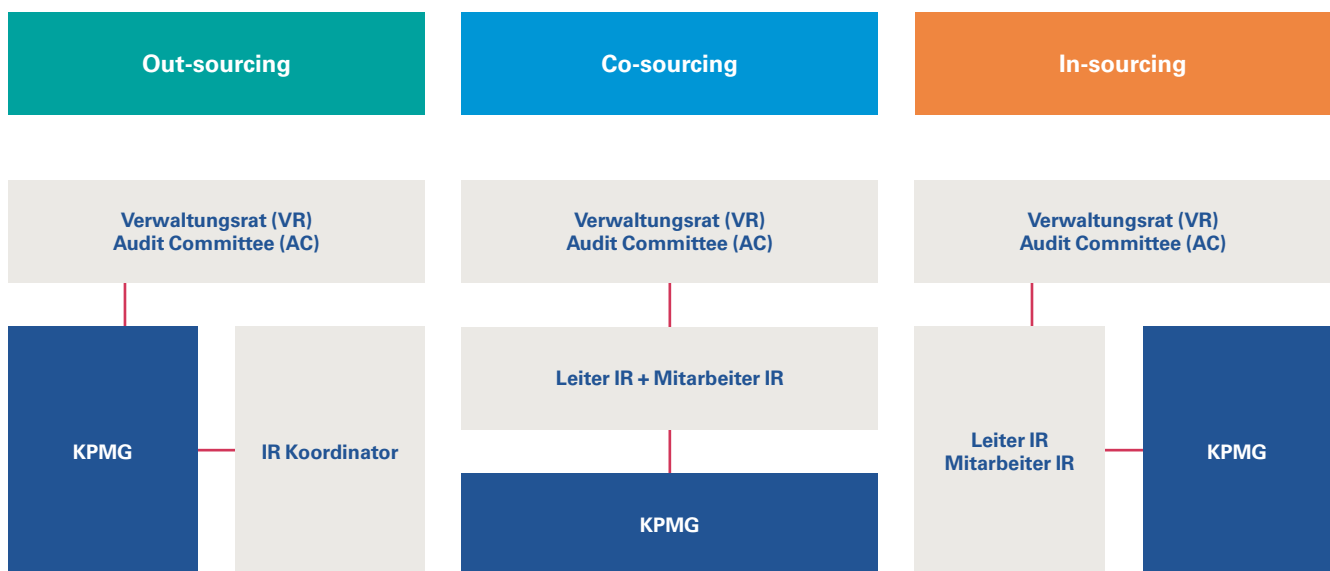 Out-sourcing
Co-sourcing
In-sourcing
Verwaltungsrat (VR)
Audit Committee (AC)
Verwaltungsrat (VR)
Audit Committee (AC)
Verwaltungsrat (VR)
Audit Committee (AC)
KPMG
IR Koordinator
Leiter IR + Mitarbeiter IR
KPMG
Leiter IR
Mitarbeiter IR
KPMG